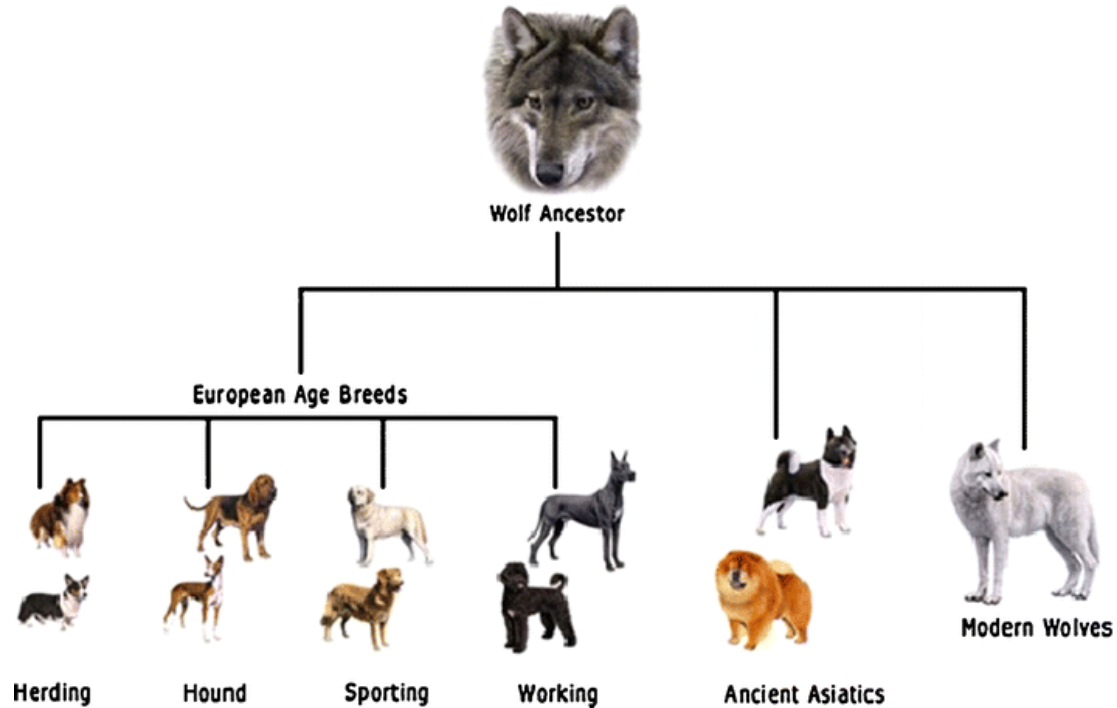 Wolf Ancestor
European Age Breeds
Modern Wolves
Herding
Hound
Sporting
Working
Ancient Asiatics